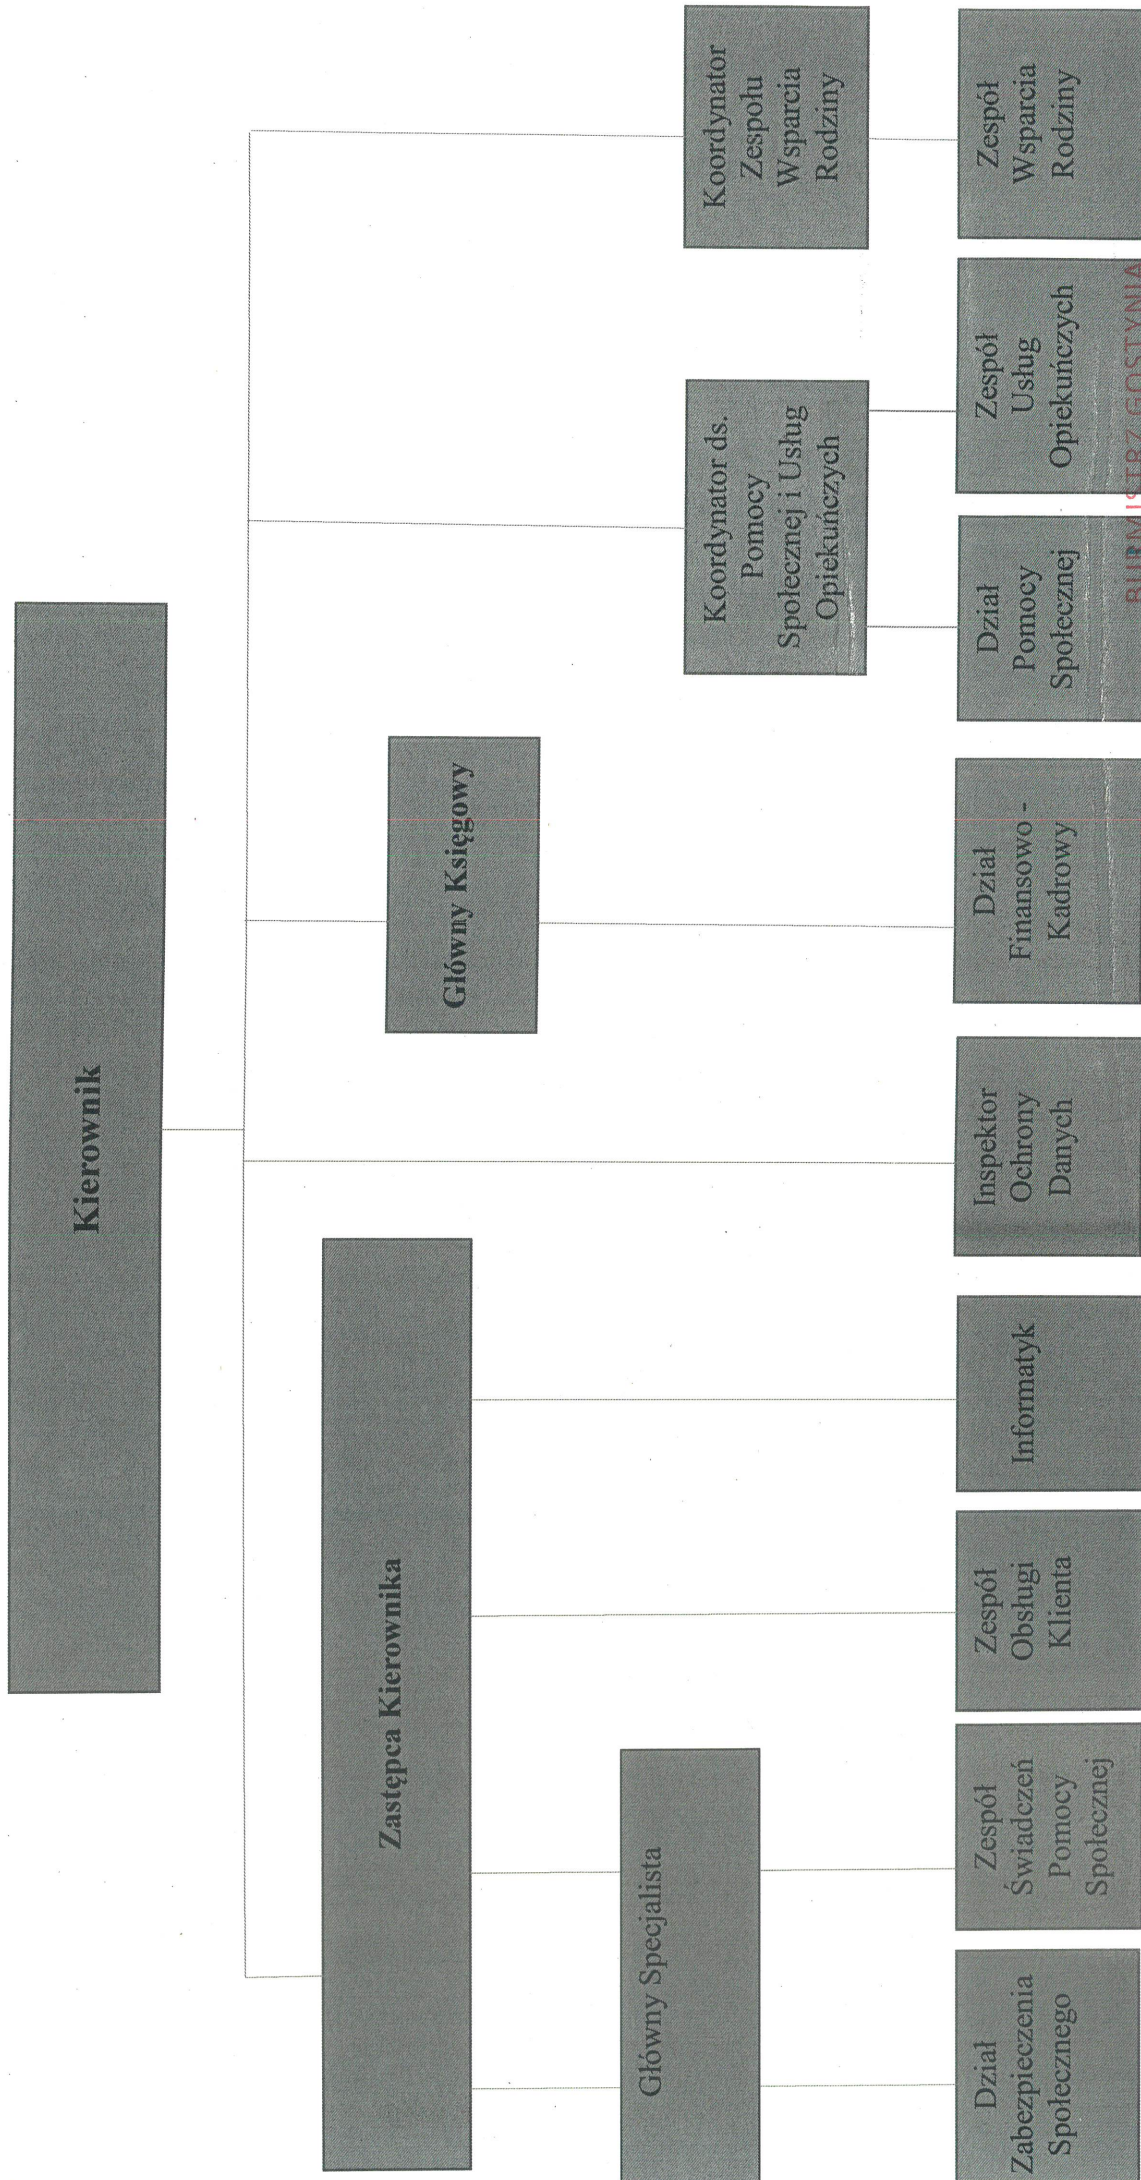 Kierownik
Zastępca Kierownika
Główny Księgowy
Główny Specjalista
Koordynator ds.
Pomocy
Społecznej i Usług
Opiekuńczych
Koordynator
Zespołu
Wsparcia
Rodziny
Dział
Zabezpieczenia
Społecznego
Zespół
Świadczeń
Pomocy
Społecznej
Zespół
Obsługi
Klienta
Informatyk
Inspektor
Ochrony
Danych
Dział
Finansowo -
Kadrowy
Dział
Pomocy
Społecznej
Zespół
Usług
Opiekuńczych
Zespół
Wsparcia
Rodziny
BURMISTRZ GOSTYNIA